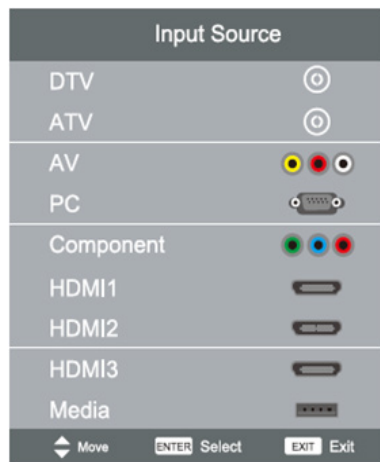 Input Source
DTV
ATV
AV
PC
Component
HDMI1
HDMI2
HDMI3
Media
Move ENTER Select EXIT Exit